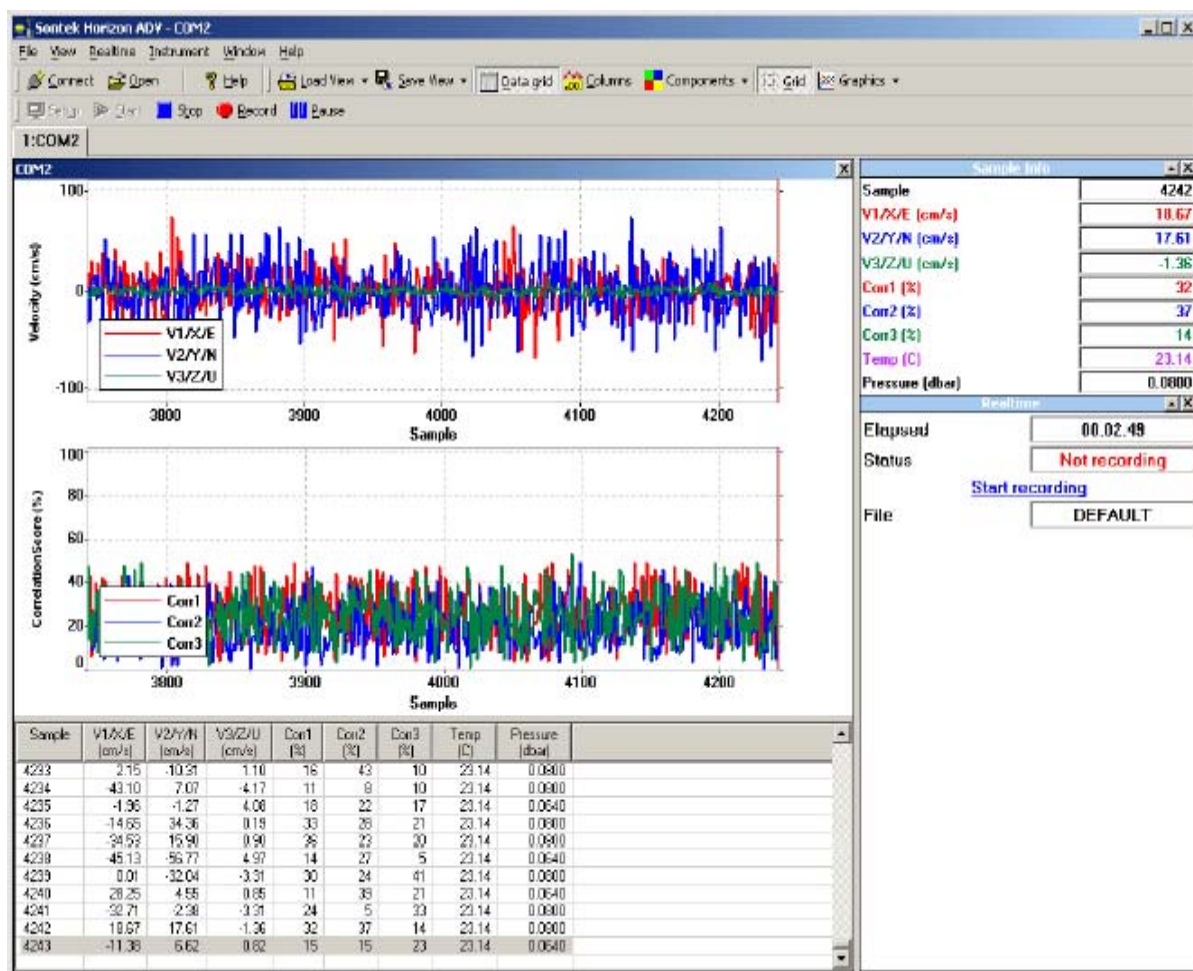 Sontek Horizon ADV - COM2
File View Realtime Instrument Window Help
Connect Open Help Load View Save View Data grid Columns Components Grid Graphics
Setup Start Stop Record Pause
1:COM2
COM2
100
0
-100
Velocity (cm/s)
V1/X/E
V2/Y/N
V3/Z/U
3800 3900 4000 4100 4200
Sample
100
80
60
40
20
0
CorrelationScore (%)
Corr1
Corr2
Corr3
3800 3900 4000 4100 4200
Sample
Sample V1/X/E (cm/s) V2/Y/N (cm/s) V3/Z/U (cm/s) Corr1 (%) Corr2 (%) Corr3 (%) Temp (C) Pressure (dbar)
4233 2.15 -10.31 1.10 16 43 10 23.14 0.0800
4234 -43.10 7.07 -4.17 11 8 10 23.14 0.0800
4235 -1.96 -1.27 4.08 18 22 17 23.14 0.0640
4236 -14.65 34.36 0.19 33 28 21 23.14 0.0800
4237 -34.53 15.90 0.90 36 23 20 23.14 0.0800
4238 -45.13 -56.77 4.97 14 27 5 23.14 0.0640
4239 0.01 -32.04 -3.31 30 24 41 23.14 0.0800
4240 28.25 4.55 0.85 11 38 21 23.14 0.0640
4241 -32.71 -2.38 -3.31 24 5 33 23.14 0.0800
4242 18.67 17.61 -1.36 32 37 14 23.14 0.0800
4243 -11.38 6.62 0.82 15 15 23 23.14 0.0640
Sample Info
Sample 4242
V1/X/E (cm/s) 18.67
V2/Y/N (cm/s) 17.61
V3/Z/U (cm/s) -1.36
Corr1 (%) 32
Corr2 (%) 37
Corr3 (%) 14
Temp (C) 23.14
Pressure (dbar) 0.0800
Realtime
Elapsed 00.02.49
Status Not recording
Start recording
File DEFAULT